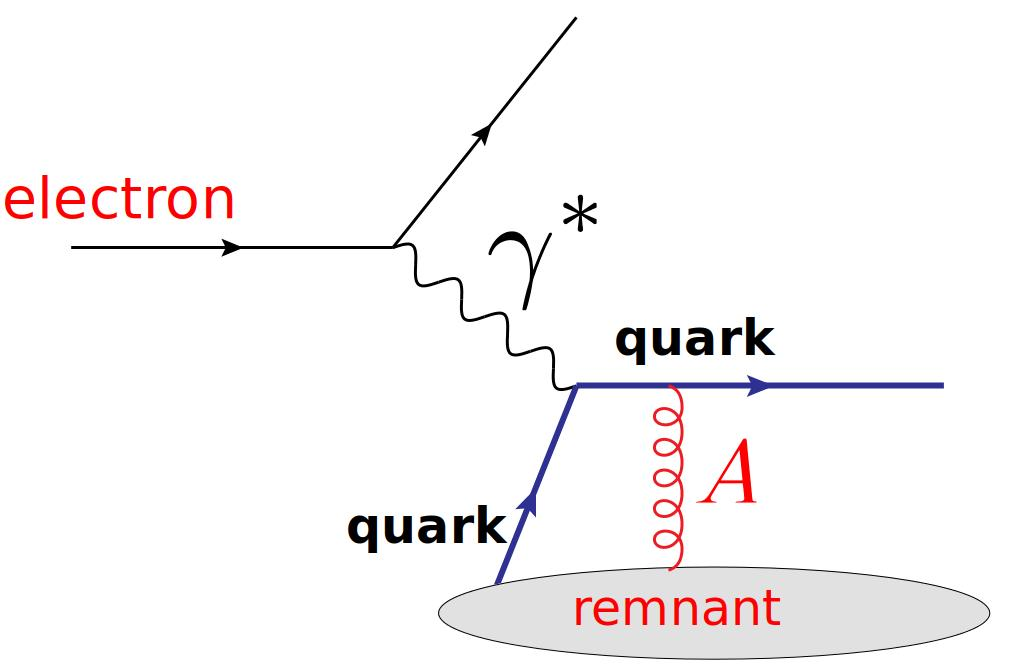 electron
γ*
quark
A
quark
remnant